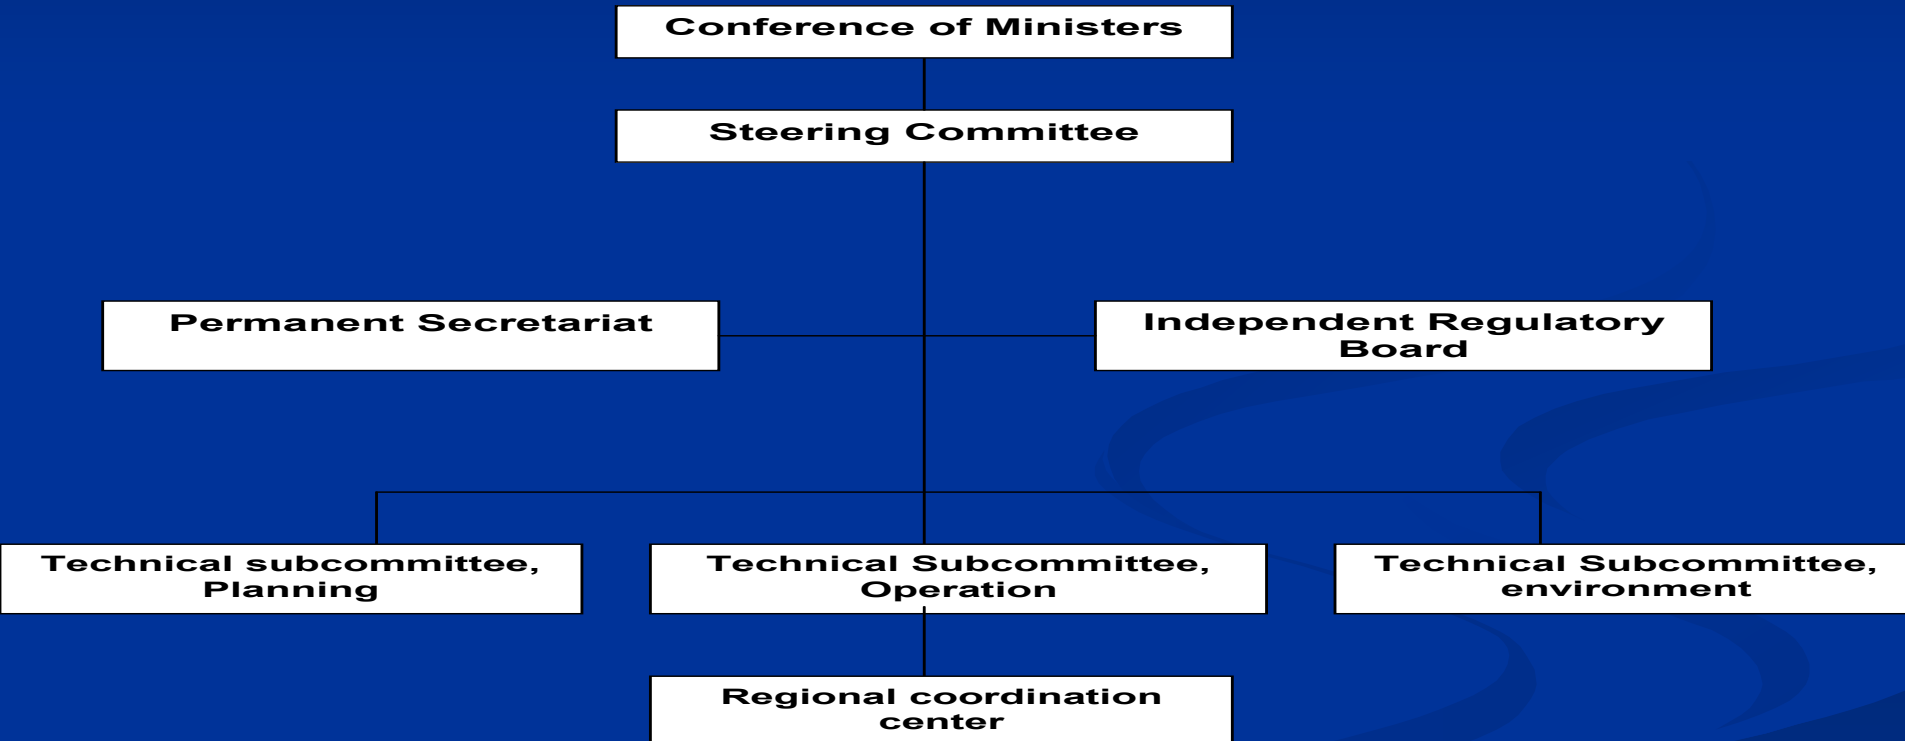 Conference of Ministers
Steering Committee
Permanent Secretariat
Independent Regulatory
Board
Technical subcommittee,
Planning
Technical Subcommittee,
Operation
Technical Subcommittee,
environment
Regional coordination
center